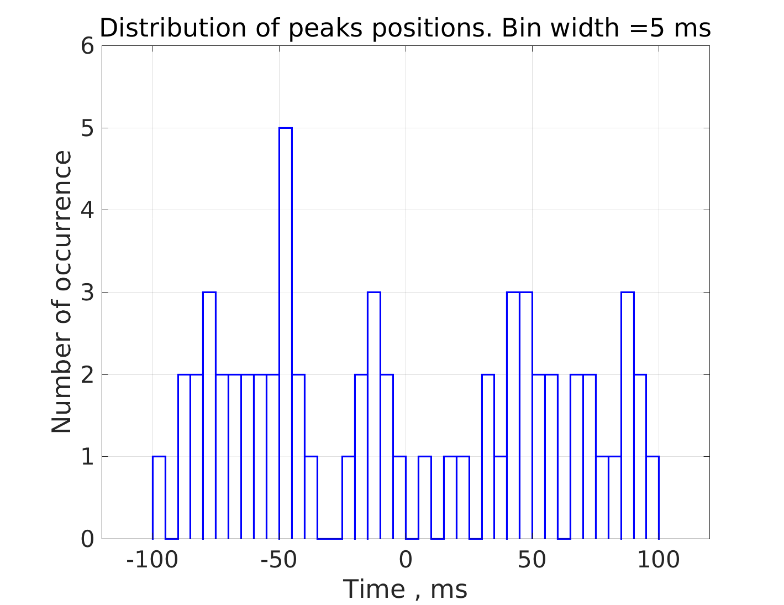 Distribution of peaks positions. Bin width =5 ms
6
5
4
3
2
1
0
Number of occurrence
-100 -50 0 50 100
Time , ms